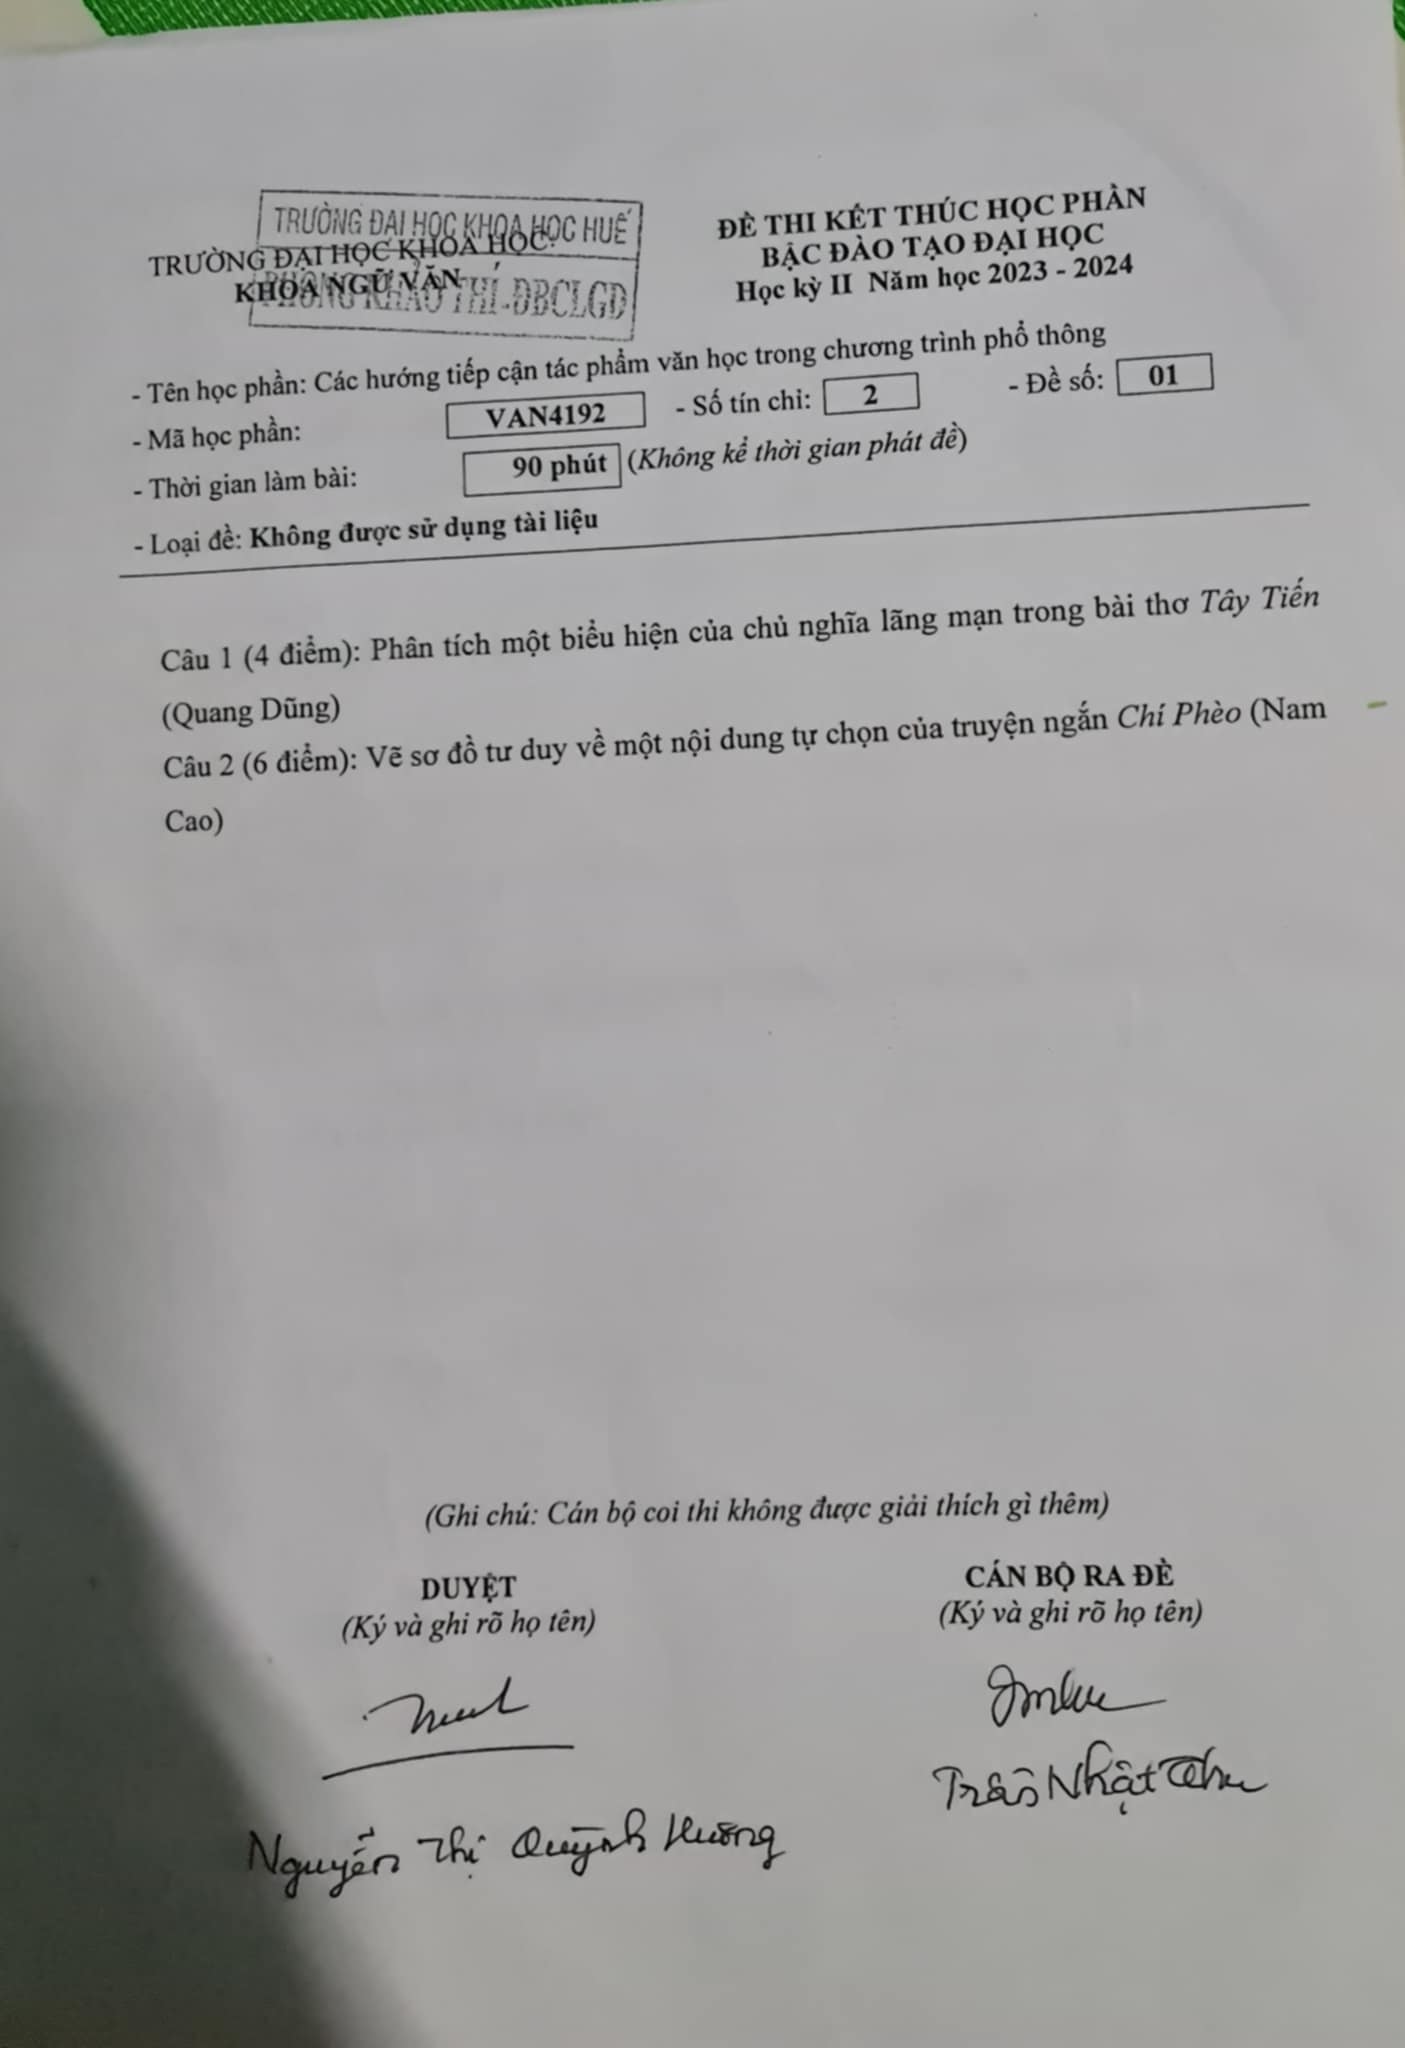 TRƯỜNG ĐẠI HỌC KHOA HỌC HUẾ
PHÒNG KHẢO THÍ-ĐBCLGD
TRƯỜNG ĐẠI HỌC KHOA HỌC
KHOA NGỮ VĂN
ĐỀ THI KẾT THÚC HỌC PHẦN
BẬC ĐÀO TẠO ĐẠI HỌC
Học kỳ II Năm học 2023 - 2024
- Tên học phần: Các hướng tiếp cận tác phẩm văn học trong chương trình phổ thông
- Mã học phần: VAN4192 - Số tín chỉ: 2 - Đề số: 01
- Thời gian làm bài: 90 phút (Không kể thời gian phát đề)
- Loại đề: Không được sử dụng tài liệu
Câu 1 (4 điểm): Phân tích một biểu hiện của chủ nghĩa lãng mạn trong bài thơ Tây Tiến
(Quang Dũng)
Câu 2 (6 điểm): Vẽ sơ đồ tư duy về một nội dung tự chọn của truyện ngắn Chí Phèo (Nam
Cao)
(Ghi chú: Cán bộ coi thi không được giải thích gì thêm)
DUYỆT
(Ký và ghi rõ họ tên)
Nguyễn Thị Quỳnh Hương
CÁN BỘ RA ĐỀ
(Ký và ghi rõ họ tên)
Trần Nhật Thu